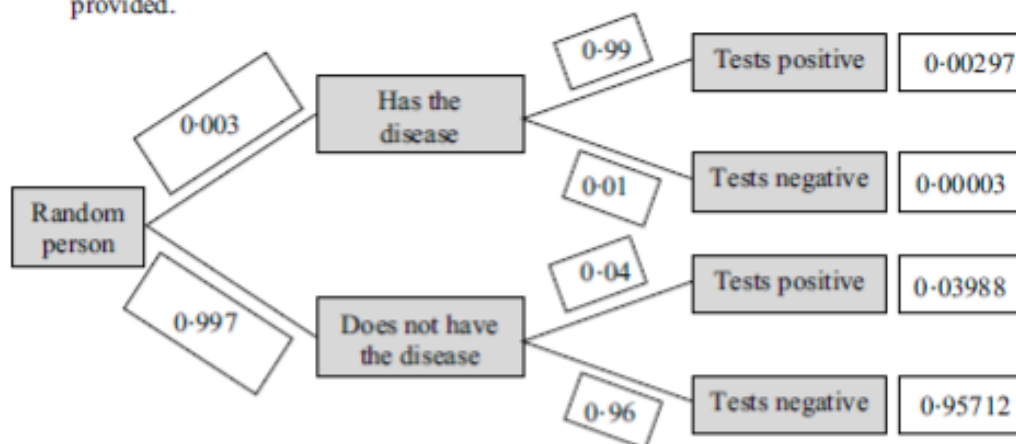 provided.
0·99
Tests positive
0·00297
0·003
Has the
disease
0·01
Tests negative
0·00003
Random
person
0·997
Does not have
the disease
0·04
Tests positive
0·03988
0·96
Tests negative
0·95712